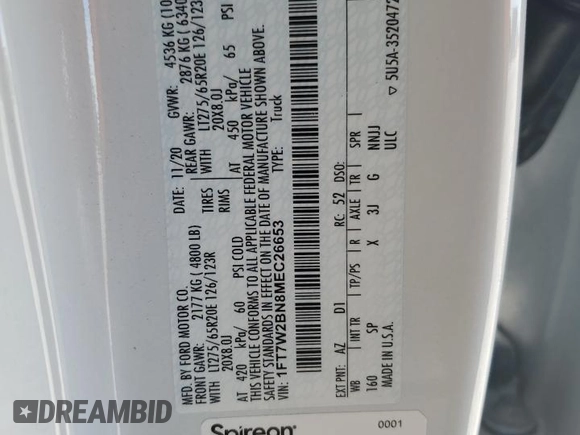 MFD. BY FORD MOTOR CO.
DATE: 11/20 GVWR: 4536 KG (10
FRONT GAWR: 2177 KG ( 4800 LB) REAR GAWR: 2876 KG ( 6340
WITH TIRES WITH
LT275/65R20E 126/123R LT275/65R20E 126/123
20X8.0J RIMS 20X8.0J
AT 420 kPa/ 60 PSI COLD AT 450 kPa/ 65 PSI
THIS VEHICLE CONFORMS TO ALL APPLICABLE FEDERAL MOTOR VEHICLE
SAFETY STANDARDS IN EFFECT ON THE DATE OF MANUFACTURE SHOWN ABOVE.
VIN: 1FT7W2BN8MEC26653 TYPE: Truck
EXT PNT: AZ D1 RC: 52 DSO:
WB INT TR TP/PS R AXLE TR SPR
160 SP X 3J G NNJJ
MADE IN U.S.A. ULC
▽ 5U5A-3520472
Spireon
0001
DREAMBID